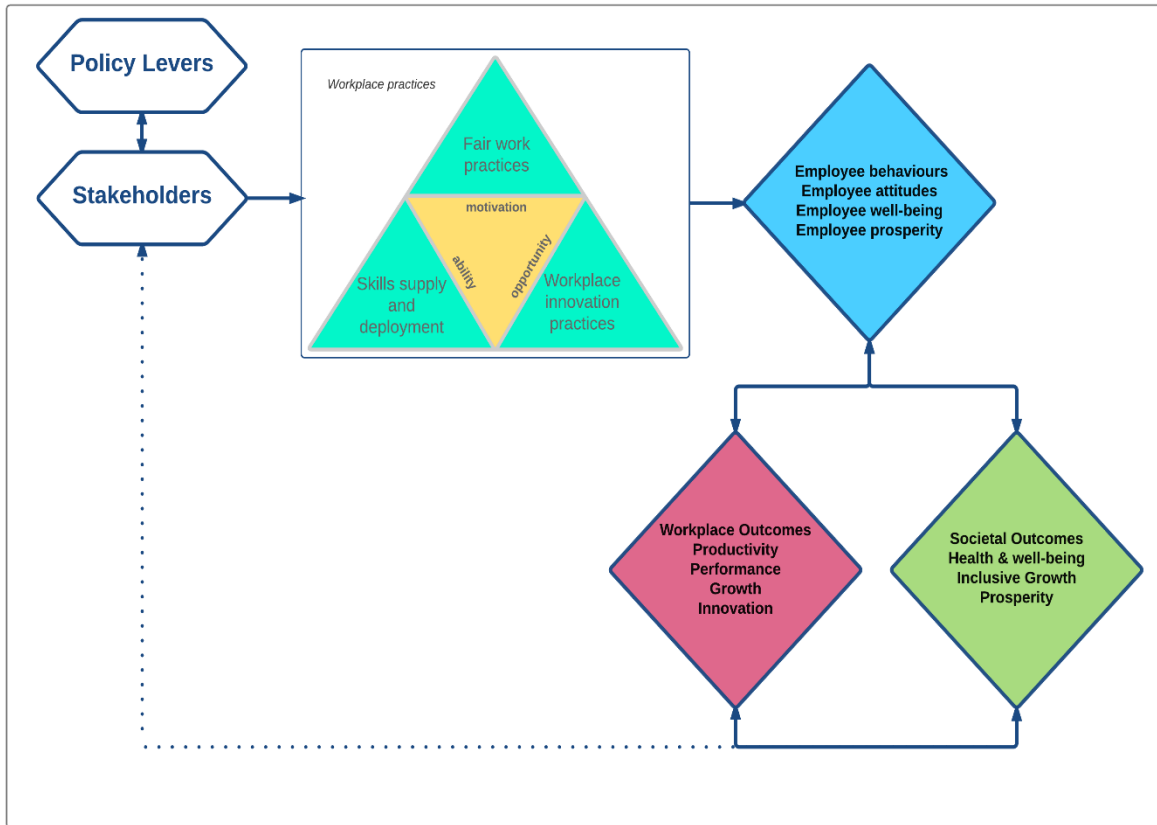 Policy Levers
Stakeholders
Workplace practices
Fair work
practices
motivation
ability
opportunity
Skills supply
and
deployment
Workplace
innovation
practices
Employee behaviours
Employee attitudes
Employee well-being
Employee prosperity
Workplace Outcomes
Productivity
Performance
Growth
Innovation
Societal Outcomes
Health & well-being
Inclusive Growth
Prosperity